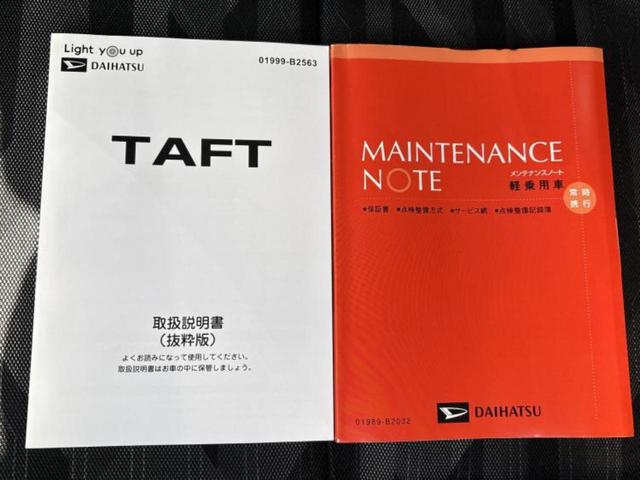 Light you up
DAIHATSU
01999-B2563
TAFT
取扱説明書
（抜粋版）
よくお読みになって使用してください。
取扱説明書はお車の中に保管しましょう。
MAINTENANCE
NOTE
メンテナンスノート
軽乗用車
常時
携行
●保証書 ●点検整備方式 ●サービス網 ●点検整備記録簿
01989-B2032
DAIHATSU